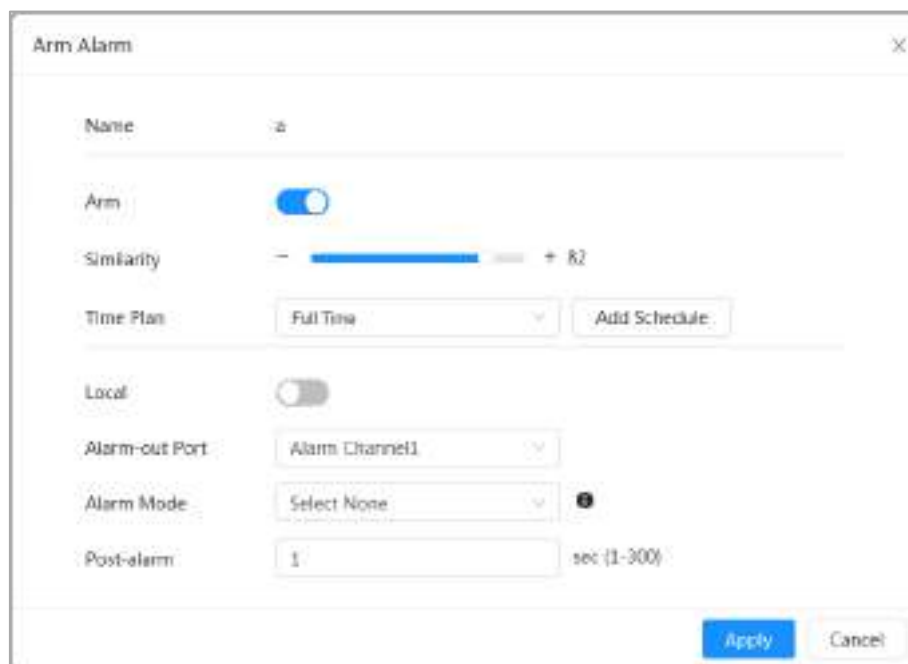 Arm Alarm
Name a
Arm
Similarity − + 82
Time Plan Full Time Add Schedule
Local
Alarm-out Port Alarm Channel1
Alarm Mode Select None
Post-alarm 1 sec (1-300)
Apply Cancel